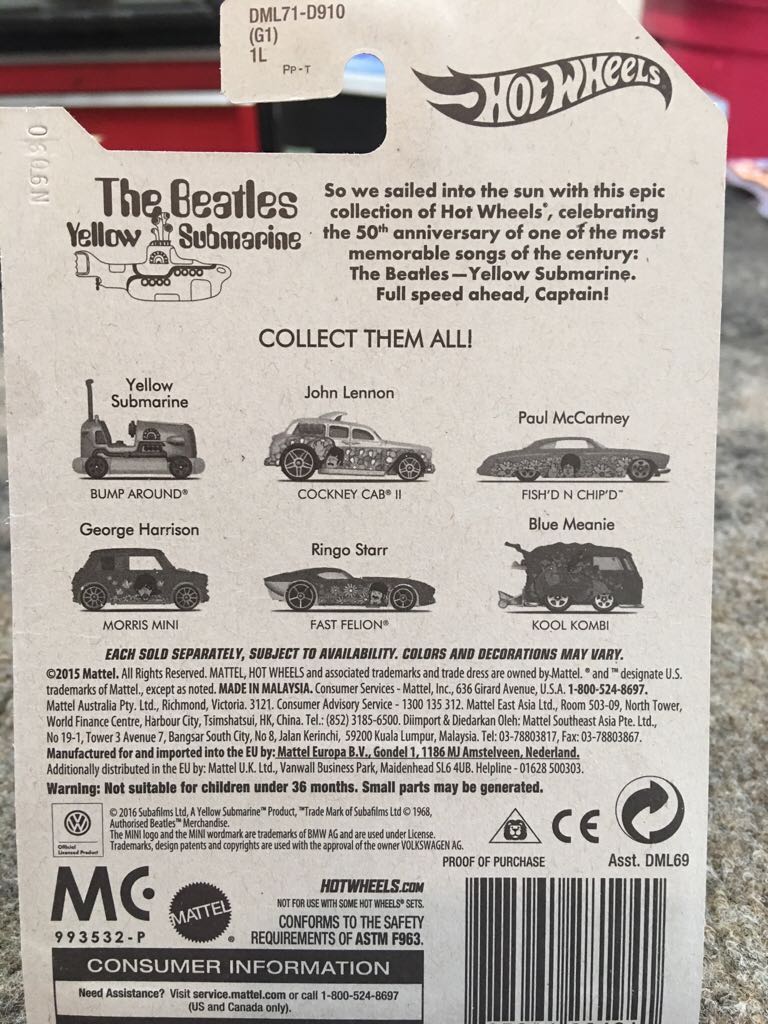 DML71-D910
(G1)
1L
PP-T
HOT WHEELS
The Beatles
Yellow Submarine
So we sailed into the sun with this epic
collection of Hot Wheels®, celebrating
the 50th anniversary of one of the most
memorable songs of the century:
The Beatles—Yellow Submarine.
Full speed ahead, Captain!
COLLECT THEM ALL!
Yellow
Submarine
BUMP AROUND®
John Lennon
COCKNEY CAB® II
Paul McCartney
FISH'D N CHIP'D™
George Harrison
MORRIS MINI
Ringo Starr
FAST FELION®
Blue Meanie
KOOL KOMBI
EACH SOLD SEPARATELY, SUBJECT TO AVAILABILITY. COLORS AND DECORATIONS MAY VARY.
©2015 Mattel. All Rights Reserved. MATTEL, HOT WHEELS and associated trademarks and trade dress are owned by Mattel. ® and ™ designate U.S.
trademarks of Mattel, except as noted. MADE IN MALAYSIA. Consumer Services - Mattel, Inc., 636 Girard Avenue, U.S.A. 1-800-524-8697.
Mattel Australia Pty. Ltd., Richmond, Victoria. 3121. Consumer Advisory Service - 1300 135 312. Mattel East Asia Ltd., Room 503-09, North Tower,
World Finance Centre, Harbour City, Tsimshatsui, HK, China. Tel.: (852) 3185-6500. Diimport & Diedarkan Oleh: Mattel Southeast Asia Pte. Ltd.,
No 19-1, Tower 3 Avenue 7, Bangsar South City, No 8, Jalan Kerinchi, 59200 Kuala Lumpur, Malaysia. Tel: 03-78803817, Fax: 03-78803867.
Manufactured for and imported into the EU by: Mattel Europa B.V., Gondel 1, 1186 MJ Amstelveen, Nederland.
Additionally distributed in the EU by: Mattel U.K. Ltd., Vanwall Business Park, Maidenhead SL6 4UB. Helpline - 01628 500303.
Warning: Not suitable for children under 36 months. Small parts may be generated.
Official
Licensed Product
© 2016 Subafilms Ltd, A Yellow Submarine™ Product, ™Trade Mark of Subafilms Ltd © 1968,
Authorised Beatles™ Merchandise.
The MINI logo and the MINI wordmark are trademarks of BMW AG and are used under License.
Trademarks, design patents and copyrights are used with the approval of the owner VOLKSWAGEN AG.
CE
PROOF OF PURCHASE
Asst. DML69
MC
993532-P
MATTEL®
HOTWHEELS.COM
NOT FOR USE WITH SOME HOT WHEELS® SETS.
CONFORMS TO THE SAFETY
REQUIREMENTS OF ASTM F963.
CONSUMER INFORMATION
Need Assistance? Visit service.mattel.com or call 1-800-524-8697
(US and Canada only).